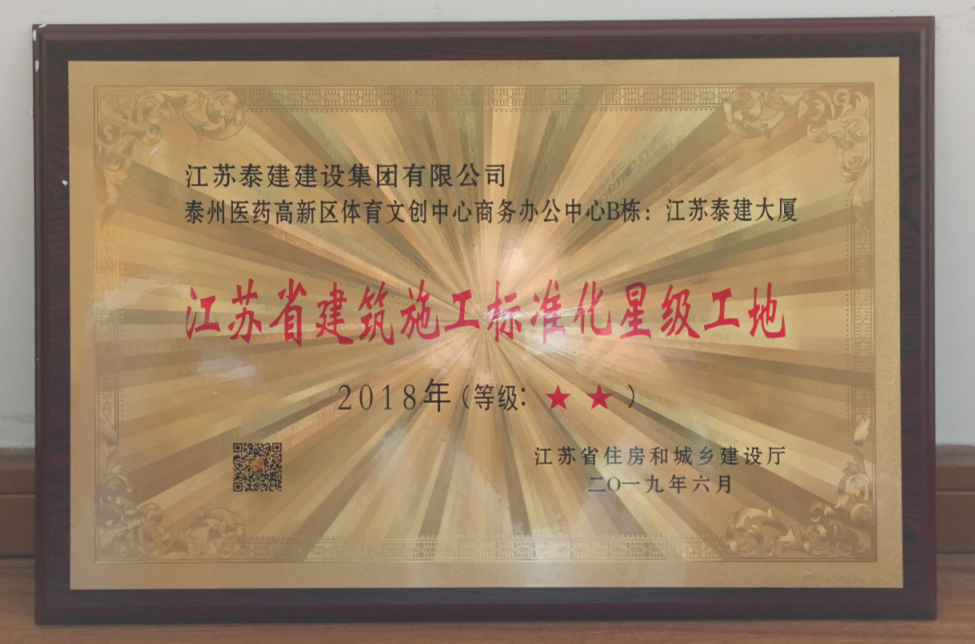 江苏泰建建设集团有限公司
泰州医药高新区体育文创中心商务办公中心B栋：江苏泰建大厦
江苏省建筑施工标准化星级工地
2018年（等级：★ ★ ）
江苏省住房和城乡建设厅
二〇一九年六月